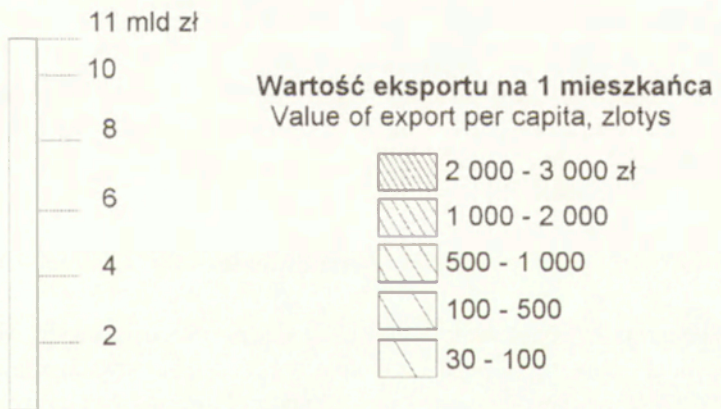 11 mld zł
10
8
6
4
2
Wartość eksportu na 1 mieszkańca
Value of export per capita, zlotys
2 000 - 3 000 zł
1 000 - 2 000
500 - 1 000
100 - 500
30 - 100